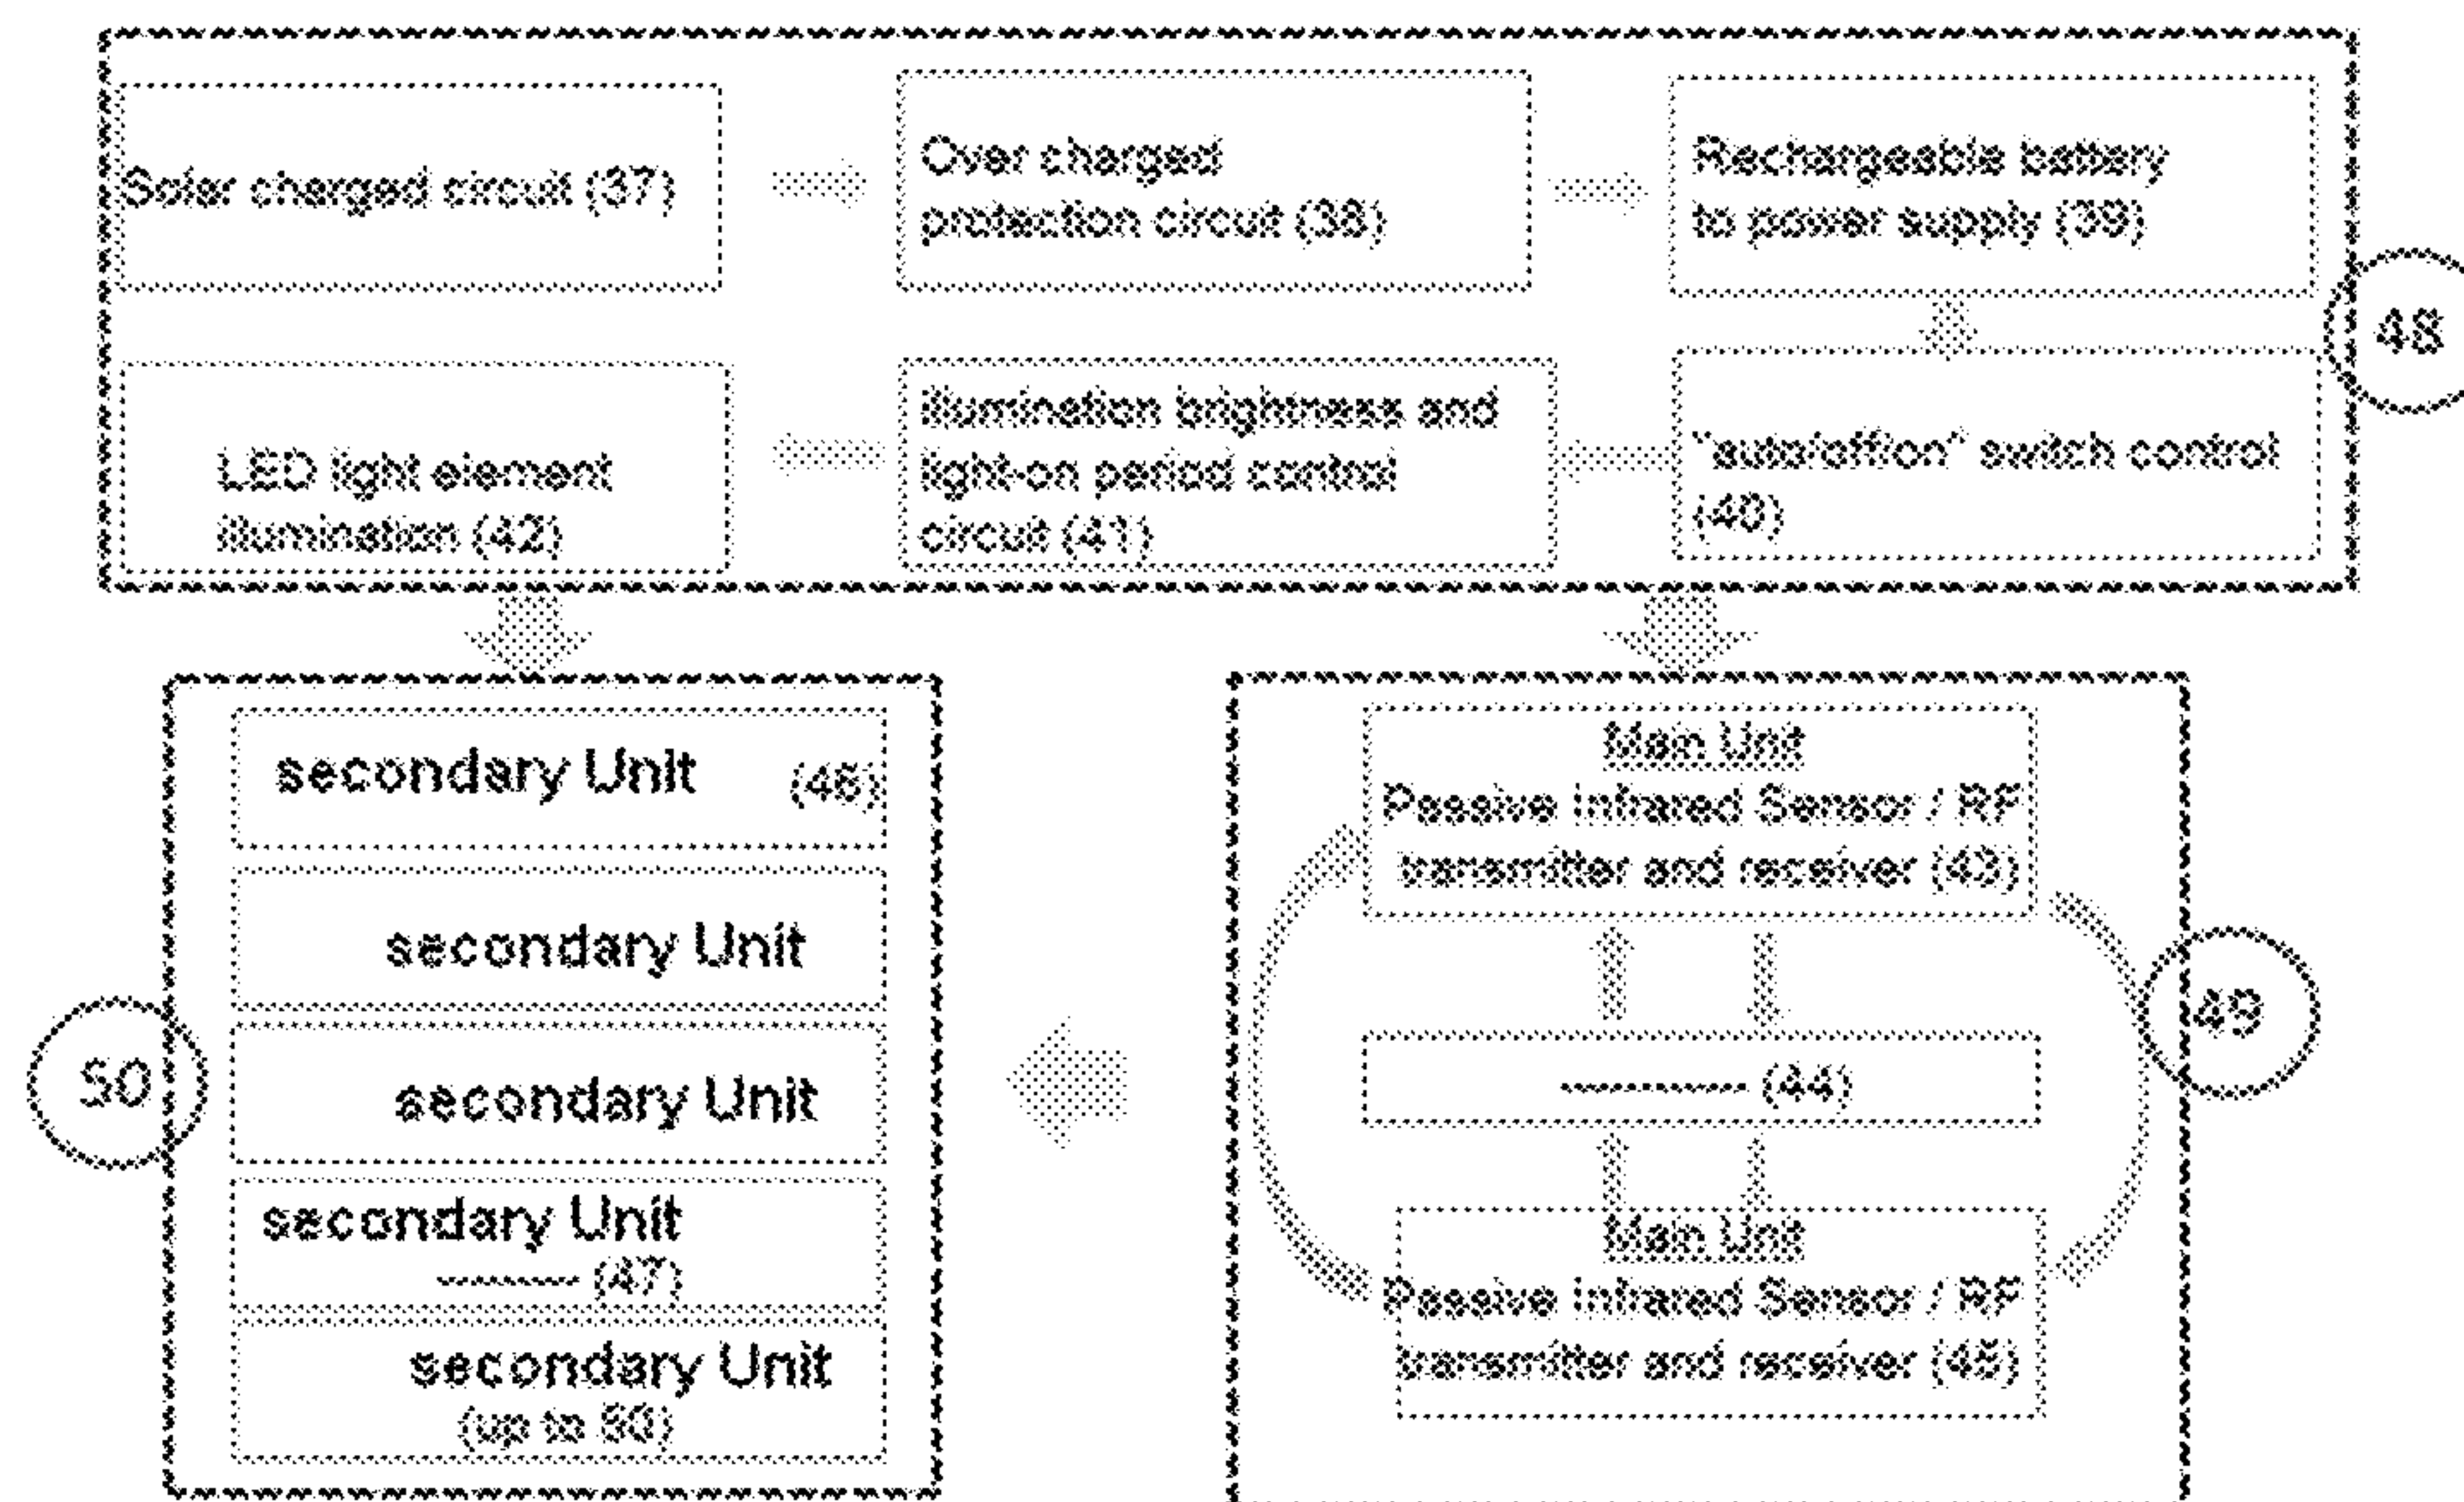 Solar charged circuit (37)
Over charged
protection circuit (38)
Rechargeable battery
to power supply (39)
48
LED light element
illumination (42)
illumination brightness and
light-on period control
circuit (41)
"auto/off/on" switch control
(40)
secondary Unit (46)
secondary Unit
secondary Unit
secondary Unit
(47)
secondary Unit
(up to
50
Main Unit
Passive Infrared Sensor / RF
transmitter and receiver (43)
(44)
Main Unit
Passive Infrared Sensor / RF
transmitter and receiver (45)
49